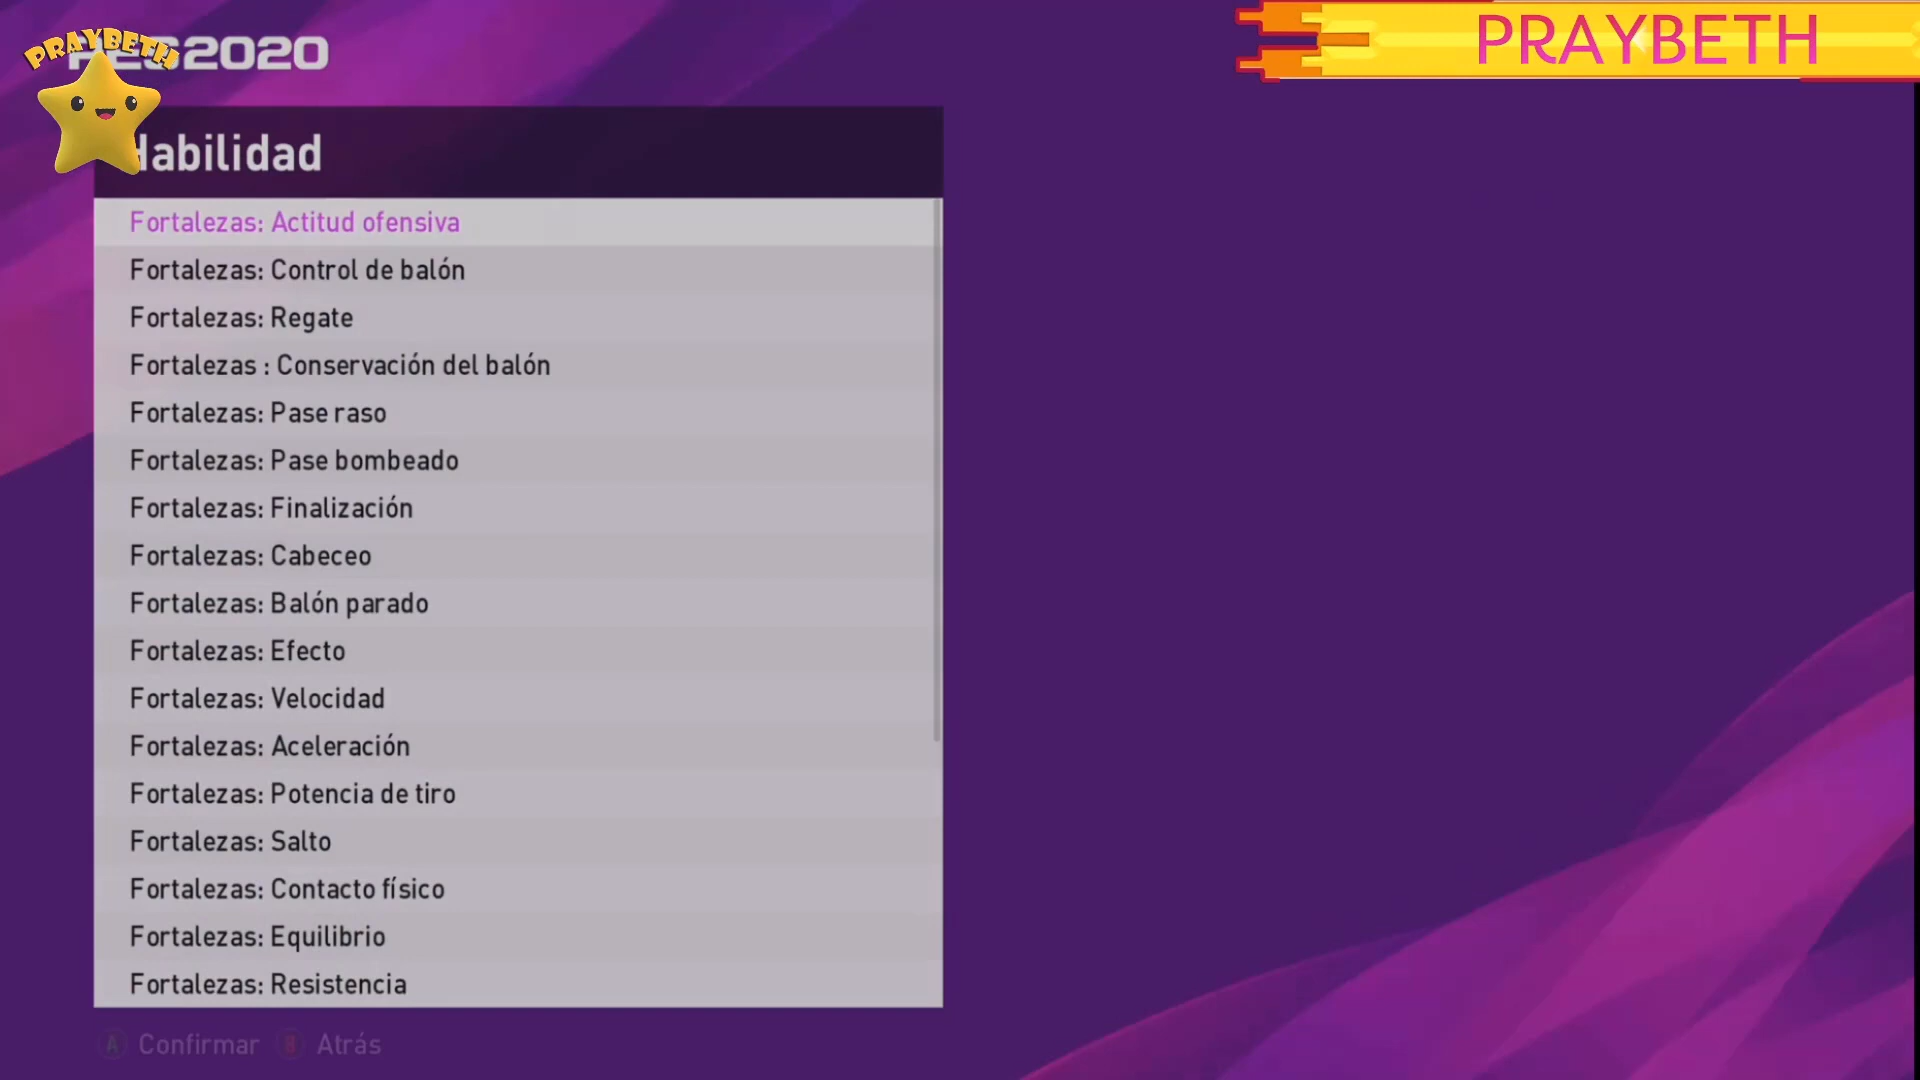 PRAYBETH
PES2020
PRAYBETH
Habilidad
Fortalezas: Actitud ofensiva
Fortalezas: Control de balón
Fortalezas: Regate
Fortalezas : Conservación del balón
Fortalezas: Pase raso
Fortalezas: Pase bombeado
Fortalezas: Finalización
Fortalezas: Cabeceo
Fortalezas: Balón parado
Fortalezas: Efecto
Fortalezas: Velocidad
Fortalezas: Aceleración
Fortalezas: Potencia de tiro
Fortalezas: Salto
Fortalezas: Contacto físico
Fortalezas: Equilibrio
Fortalezas: Resistencia
A Confirmar B Atrás